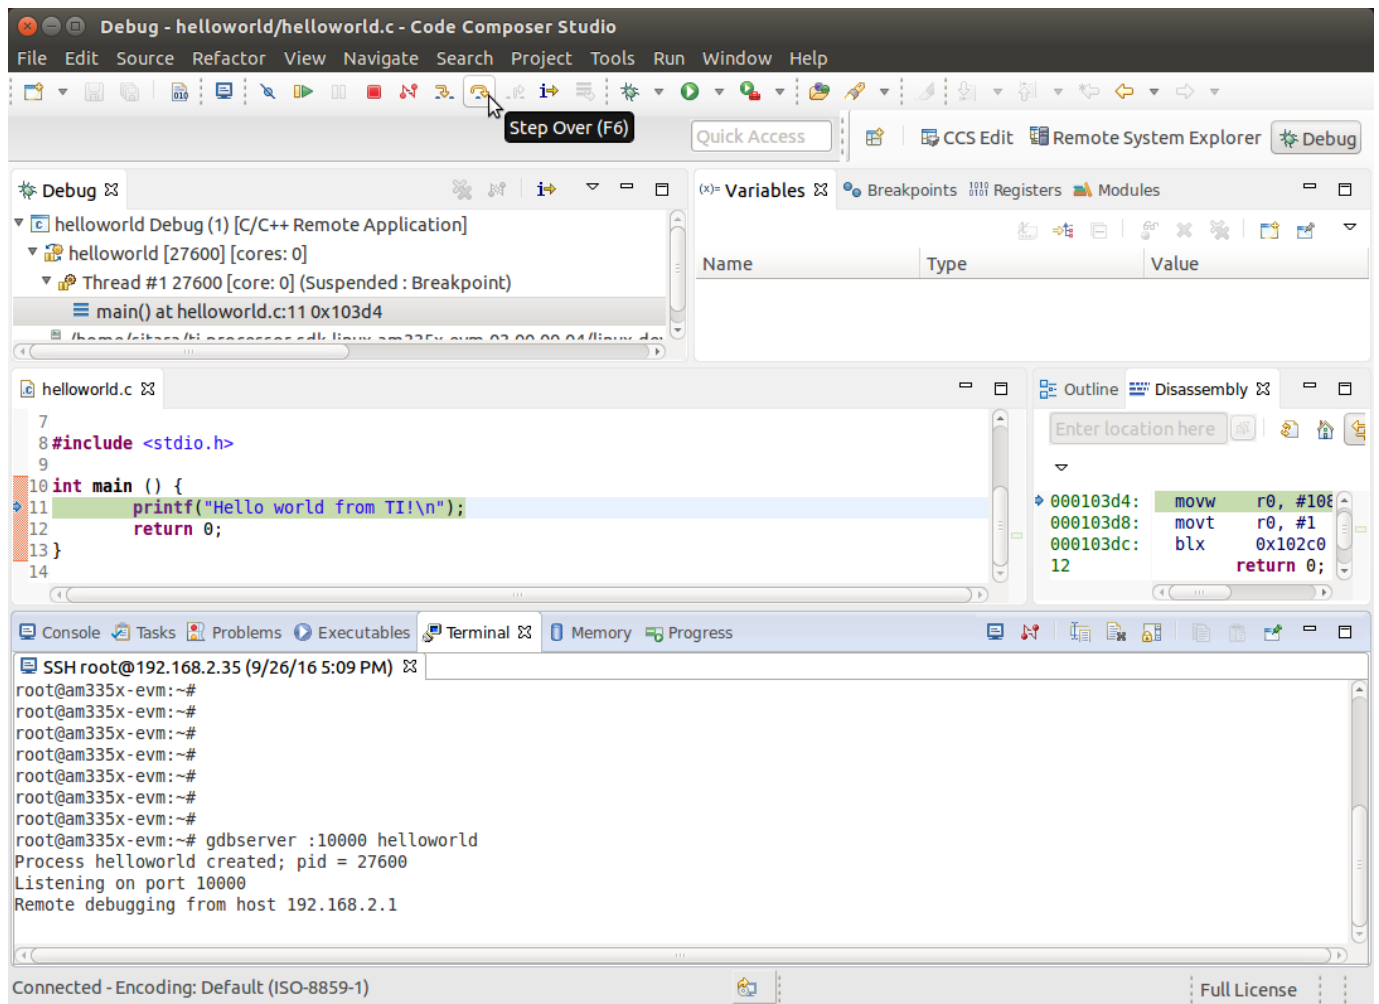 Debug - helloworld/helloworld.c - Code Composer Studio
File Edit Source Refactor View Navigate Search Project Tools Run Window Help
Step Over (F6)
Quick Access
CCS Edit Remote System Explorer Debug
Debug
helloworld Debug (1) [C/C++ Remote Application]
helloworld [27600] [cores: 0]
Thread #1 27600 [core: 0] (Suspended : Breakpoint)
main() at helloworld.c:11 0x103d4
(x)= Variables Breakpoints Registers Modules
Name Type Value
helloworld.c
7
8 #include <stdio.h>
9
10 int main () {
11 printf("Hello world from TI!\n");
12 return 0;
13 }
14
Outline Disassembly
Enter location here
000103d4: movw r0, #108
000103d8: movt r0, #1
000103dc: blx 0x102c0
12 return 0;
Console Tasks Problems Executables Terminal Memory Progress
SSH root@192.168.2.35 (9/26/16 5:09 PM)
root@am335x-evm:~#
root@am335x-evm:~#
root@am335x-evm:~#
root@am335x-evm:~#
root@am335x-evm:~#
root@am335x-evm:~#
root@am335x-evm:~#
root@am335x-evm:~# gdbserver :10000 helloworld
Process helloworld created; pid = 27600
Listening on port 10000
Remote debugging from host 192.168.2.1
Connected - Encoding: Default (ISO-8859-1)
Full License